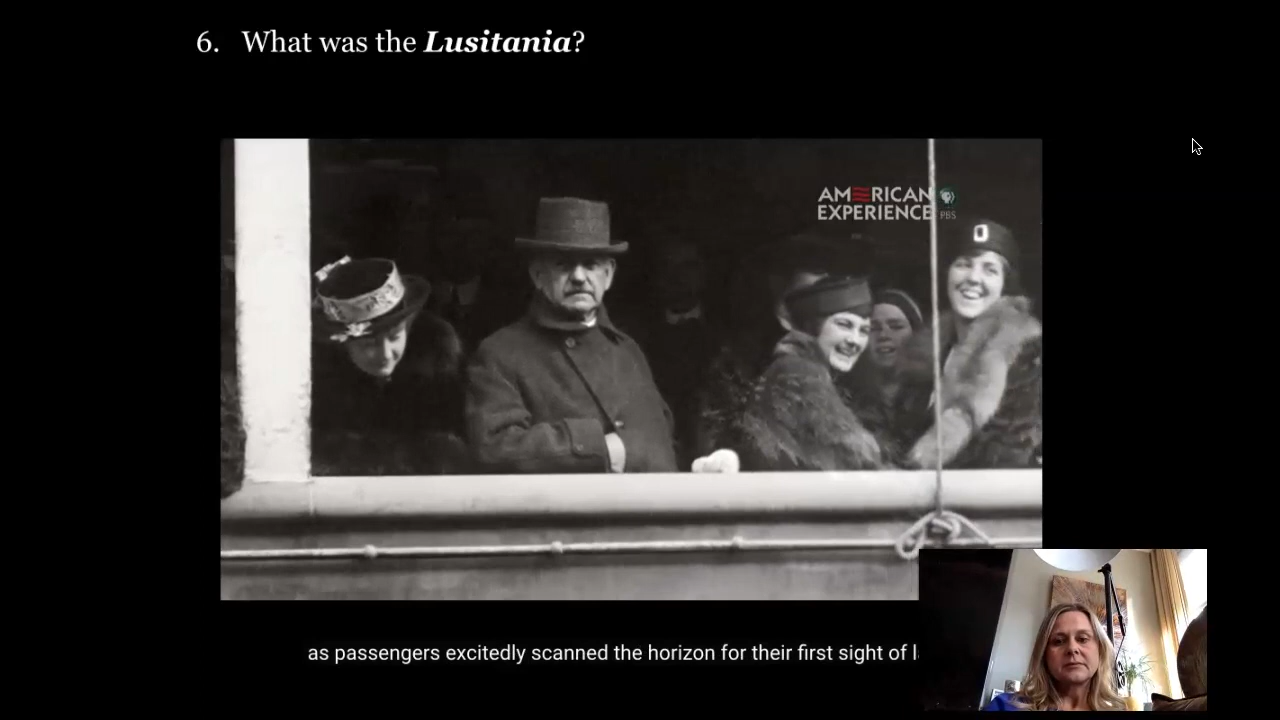 6. What was the Lusitania?
AMERICAN
EXPERIENCE PBS
as passengers excitedly scanned the horizon for their first sight of